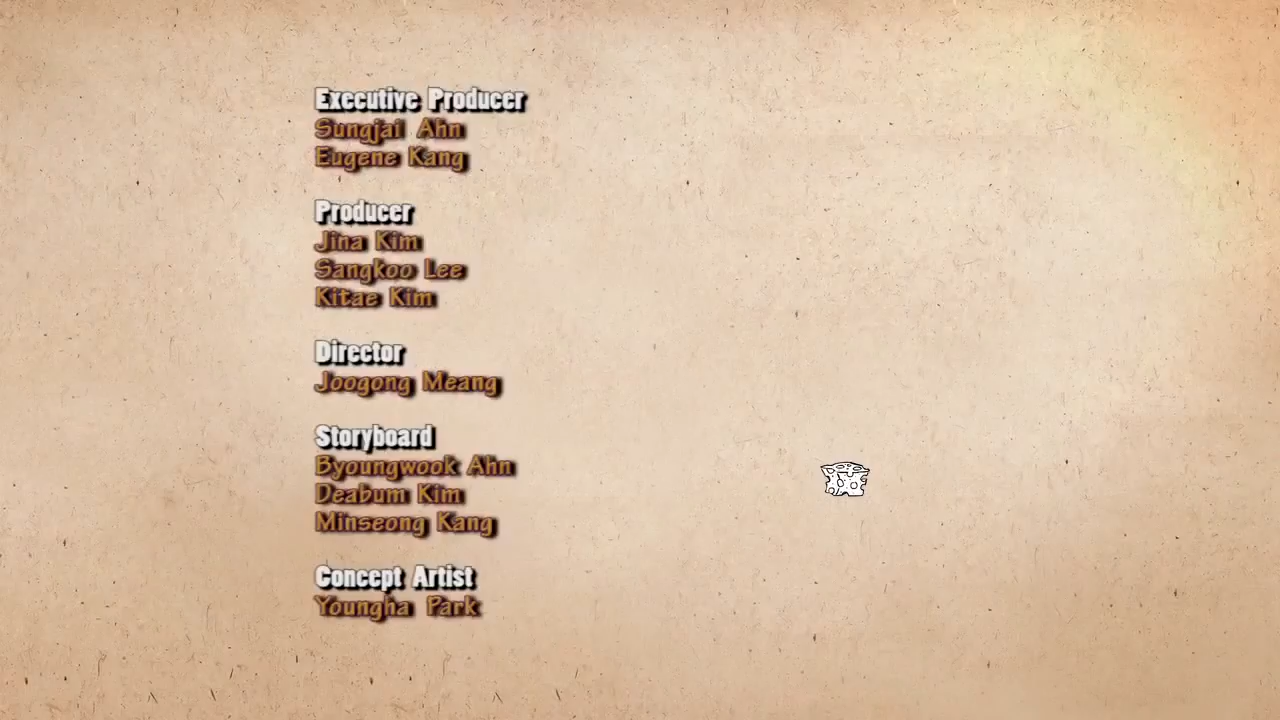 Executive Producer
Sungjai Ahn
Eugene Kang
Producer
Jina Kim
Sangkoo Lee
Kitae Kim
Director
Joogong Meang
Storyboard
Byoungwook Ahn
Deabum Kim
Minseong Kang
Concept Artist
Youngha Park